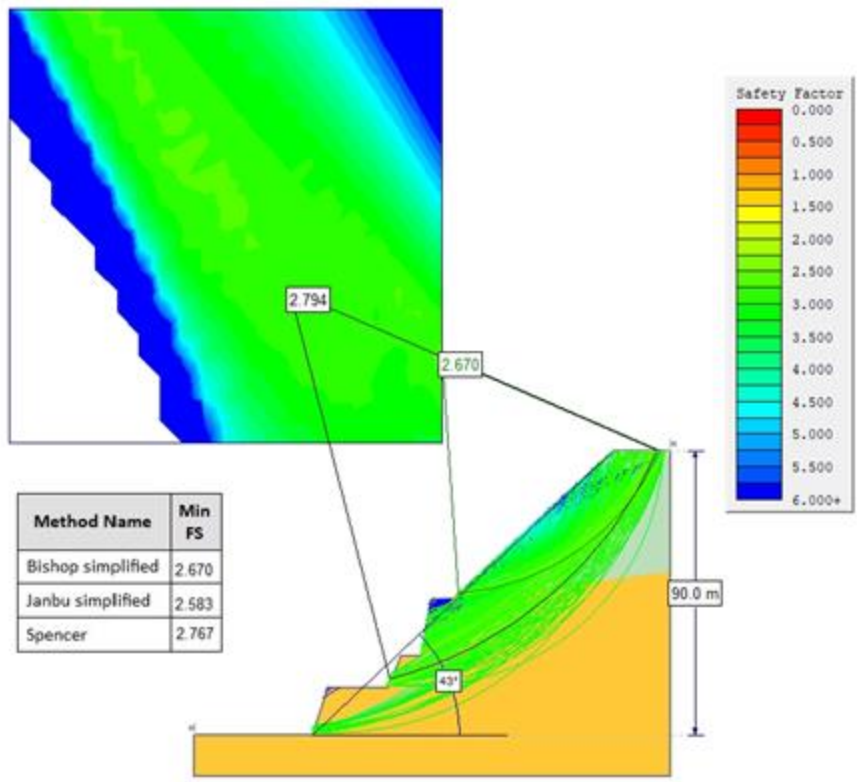 Safety Factor
0.000
0.500
1.000
1.500
2.000
2.500
3.000
3.500
4.000
4.500
5.000
5.500
6.000+
2.794
2.670
Method Name Min FS
Bishop simplified 2.670
Janbu simplified 2.583
Spencer 2.767
90.0 m
43°